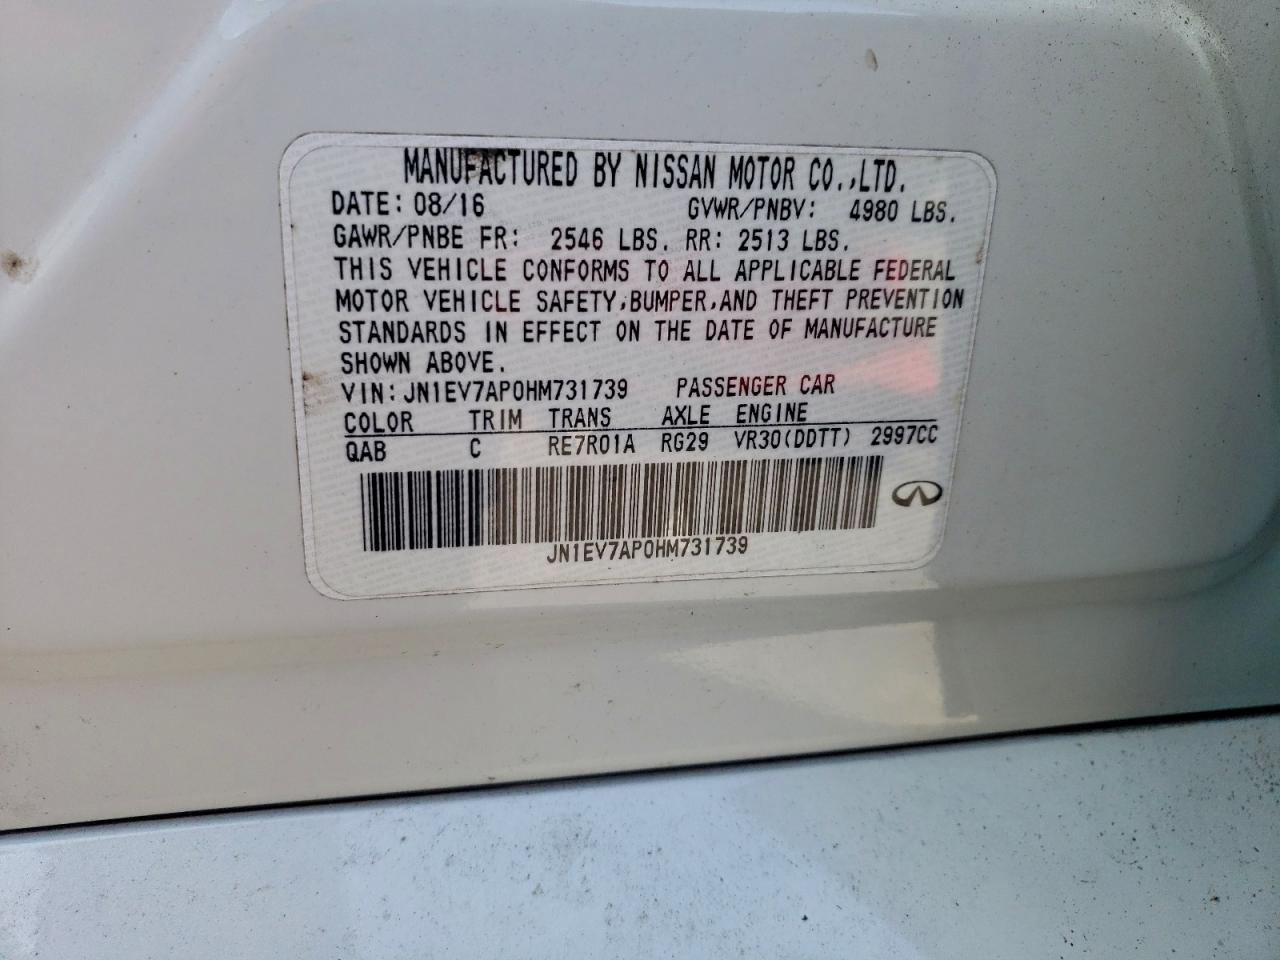 MANUFACTURED BY NISSAN MOTOR CO.,LTD.
DATE: 08/16 GVWR/PNBV: 4980 LBS.
GAWR/PNBE FR: 2546 LBS. RR: 2513 LBS.
THIS VEHICLE CONFORMS TO ALL APPLICABLE FEDERAL
MOTOR VEHICLE SAFETY,BUMPER,AND THEFT PREVENTION
STANDARDS IN EFFECT ON THE DATE OF MANUFACTURE
SHOWN ABOVE.
VIN:JN1EV7AP0HM731739 PASSENGER CAR
COLOR TRIM TRANS AXLE ENGINE
QAB C RE7R01A RG29 VR30(DDTT) 2997CC
JN1EV7AP0HM731739